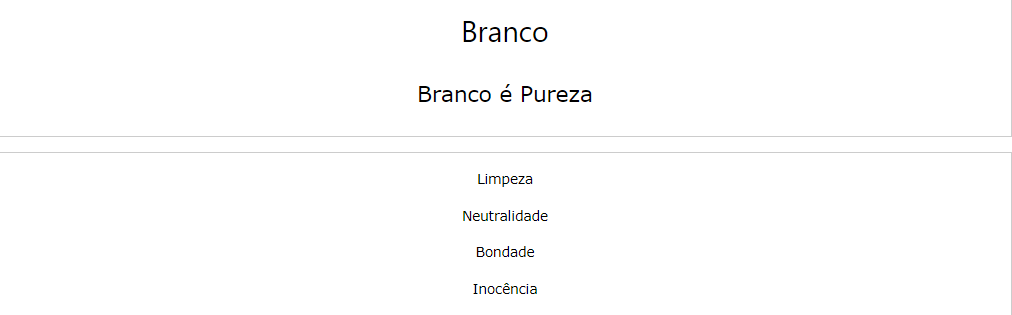 Branco
Branco é Pureza
Limpeza
Neutralidade
Bondade
Inocência